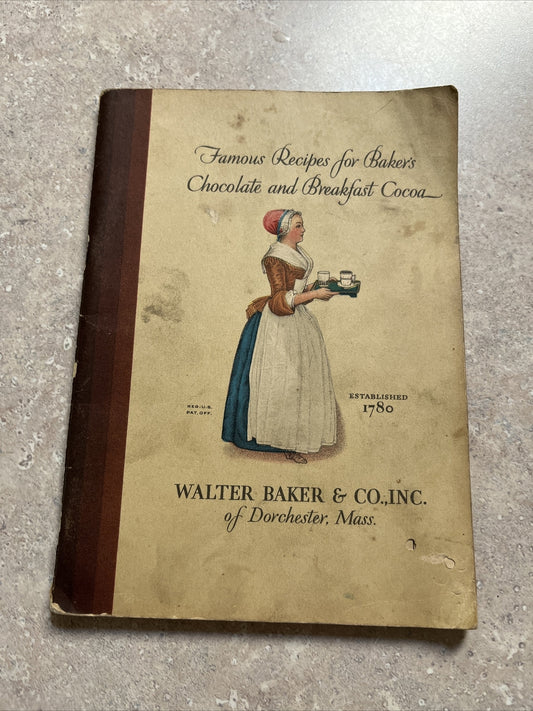 Famous Recipes for Baker's
Chocolate and Breakfast Cocoa
REG. U.S.
PAT. OFF.
ESTABLISHED
1780
WALTER BAKER & CO., INC.
of Dorchester, Mass.